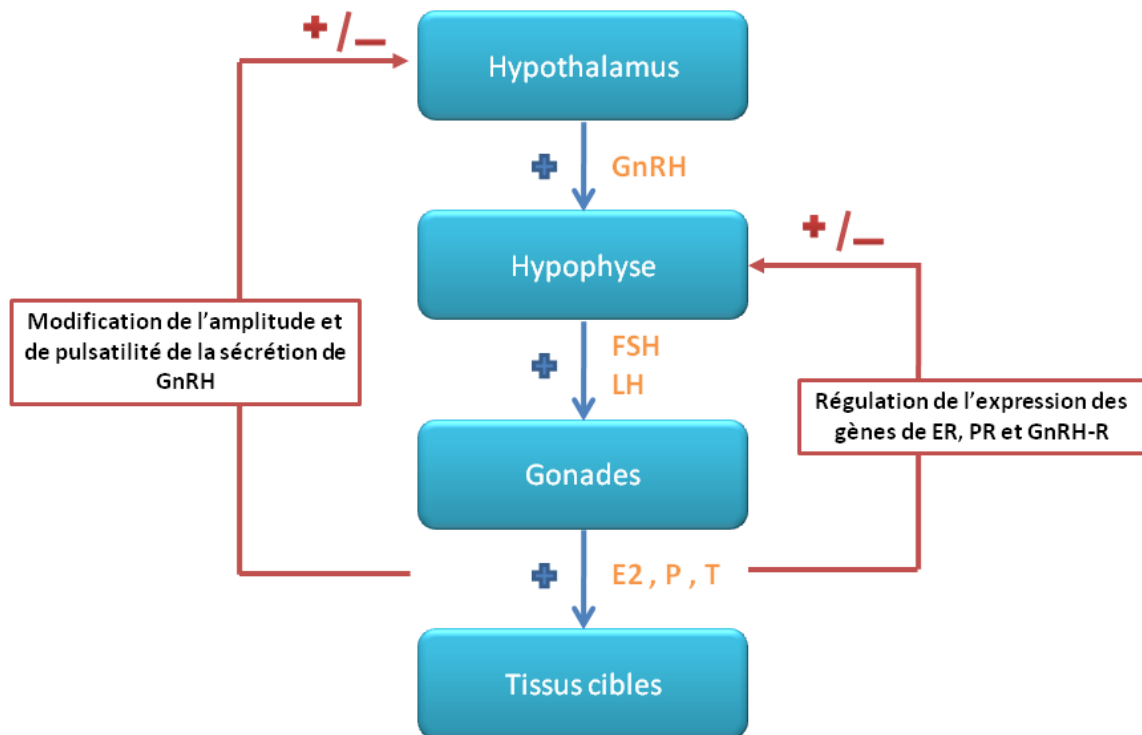 + / –
Hypothalamus
+
GnRH
+ / –
Hypophyse
Modification de l’amplitude et
de pulsatilité de la sécrétion de
GnRH
+
FSH
LH
Régulation de l’expression des
gènes de ER, PR et GnRH-R
Gonades
+
E2 , P , T
Tissus cibles